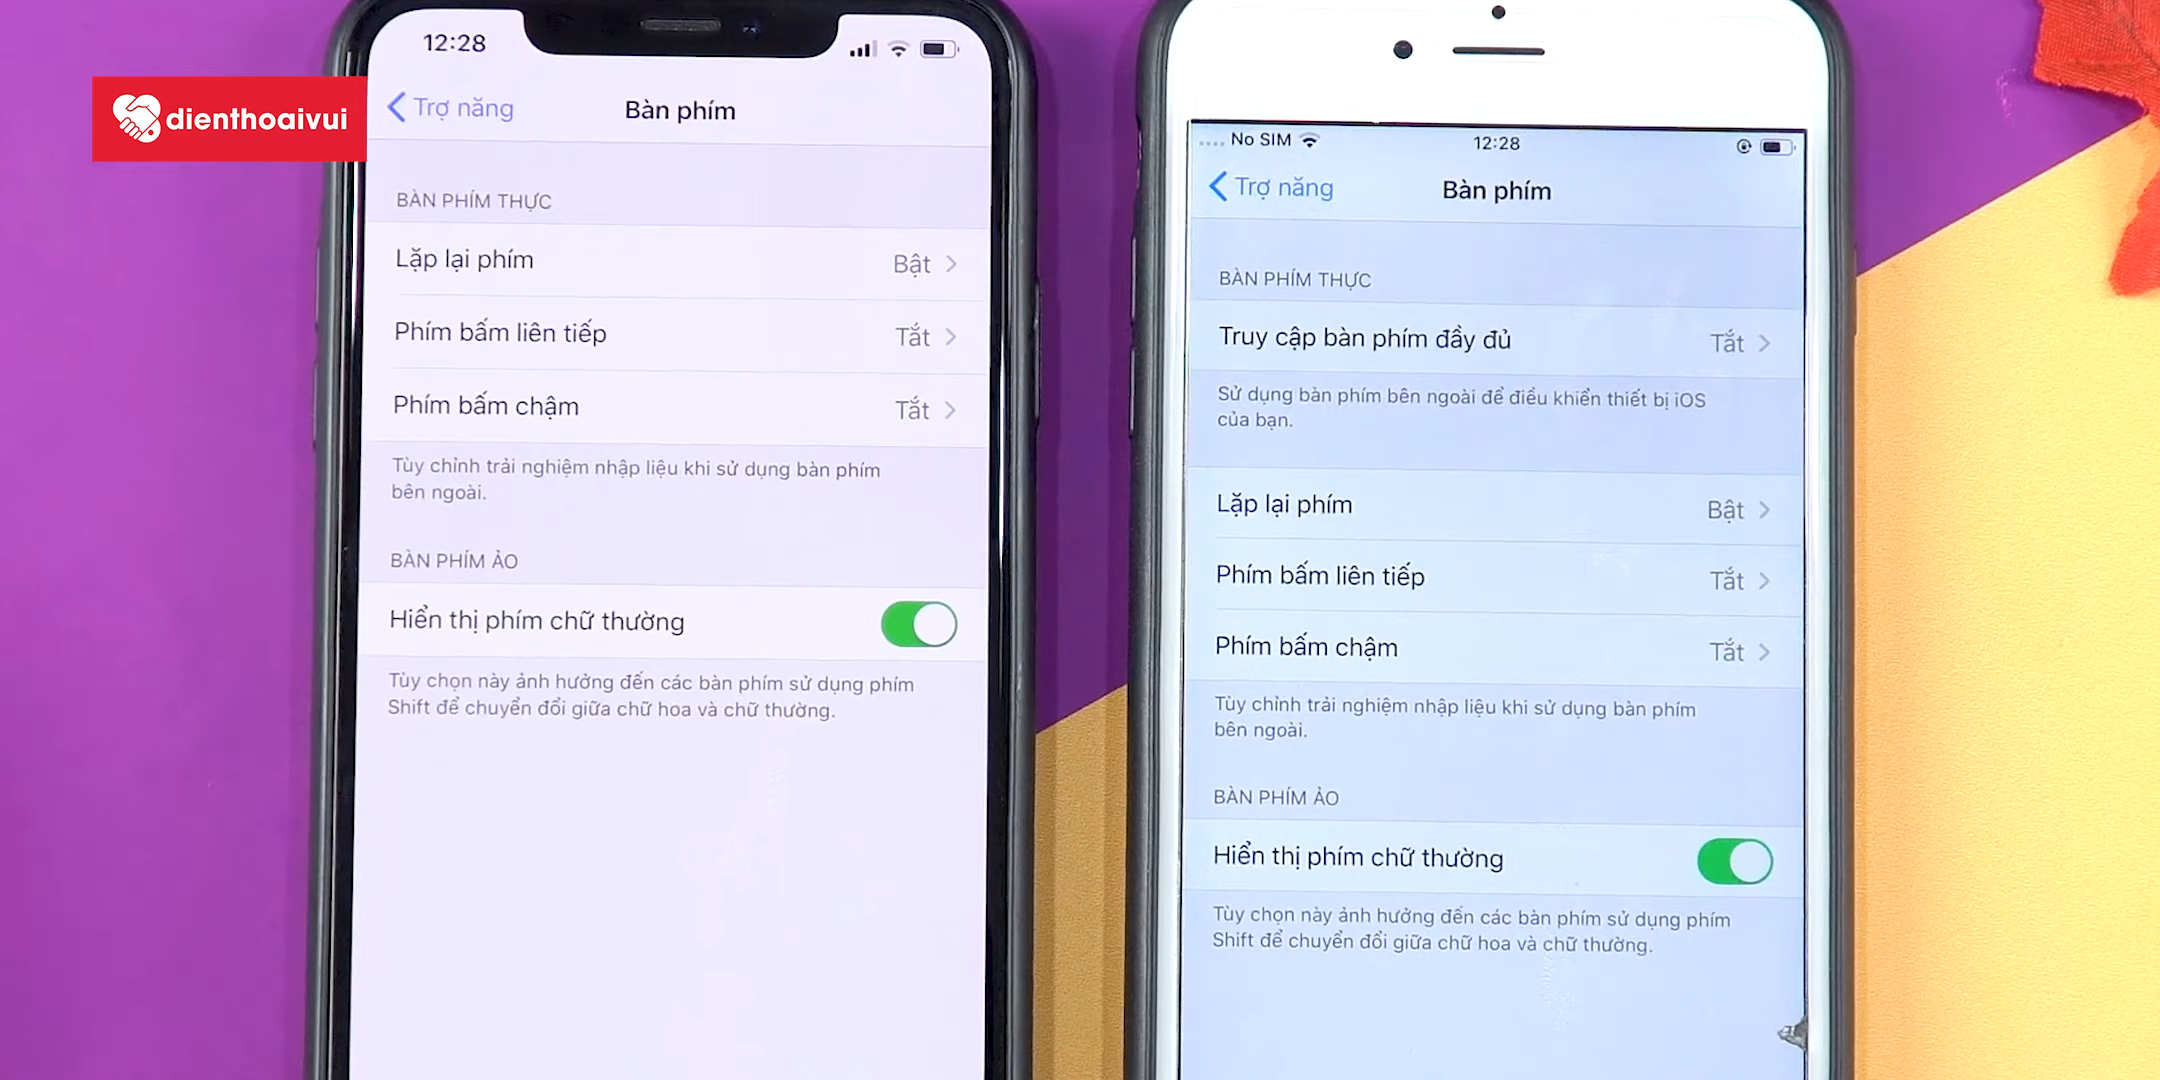 dienthoaivui
12:28
Trợ năng
Bàn phím
BÀN PHÍM THỰC
Lặp lại phím
Bật
Phím bấm liên tiếp
Tắt
Phím bấm chậm
Tắt
Tùy chỉnh trải nghiệm nhập liệu khi sử dụng bàn phím
bên ngoài.
BÀN PHÍM ẢO
Hiển thị phím chữ thường
Tùy chọn này ảnh hưởng đến các bàn phím sử dụng phím
Shift để chuyển đổi giữa chữ hoa và chữ thường.
No SIM
12:28
Trợ năng
Bàn phím
BÀN PHÍM THỰC
Truy cập bàn phím đầy đủ
Tắt
Sử dụng bàn phím bên ngoài để điều khiển thiết bị iOS
của bạn.
Lặp lại phím
Bật
Phím bấm liên tiếp
Tắt
Phím bấm chậm
Tắt
Tùy chỉnh trải nghiệm nhập liệu khi sử dụng bàn phím
bên ngoài.
BÀN PHÍM ẢO
Hiển thị phím chữ thường
Tùy chọn này ảnh hưởng đến các bàn phím sử dụng phím
Shift để chuyển đổi giữa chữ hoa và chữ thường.